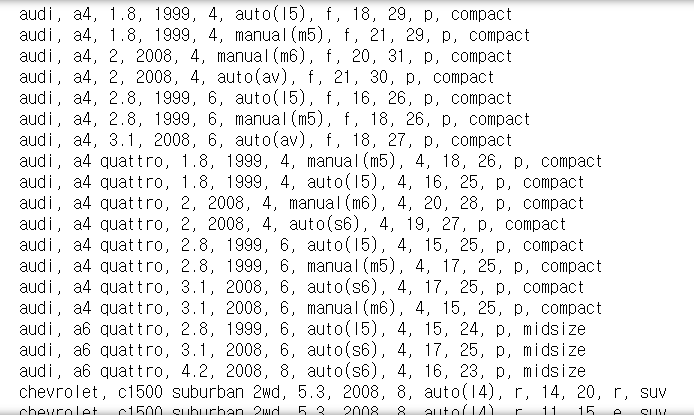 audi, a4, 1.8, 1999, 4, auto(l5), f, 18, 29, p, compact
audi, a4, 1.8, 1999, 4, manual(m5), f, 21, 29, p, compact
audi, a4, 2, 2008, 4, manual(m6), f, 20, 31, p, compact
audi, a4, 2, 2008, 4, auto(av), f, 21, 30, p, compact
audi, a4, 2.8, 1999, 6, auto(l5), f, 16, 26, p, compact
audi, a4, 2.8, 1999, 6, manual(m5), f, 18, 26, p, compact
audi, a4, 3.1, 2008, 6, auto(av), f, 18, 27, p, compact
audi, a4 quattro, 1.8, 1999, 4, manual(m5), 4, 18, 26, p, compact
audi, a4 quattro, 1.8, 1999, 4, auto(l5), 4, 16, 25, p, compact
audi, a4 quattro, 2, 2008, 4, manual(m6), 4, 20, 28, p, compact
audi, a4 quattro, 2, 2008, 4, auto(s6), 4, 19, 27, p, compact
audi, a4 quattro, 2.8, 1999, 6, auto(l5), 4, 15, 25, p, compact
audi, a4 quattro, 2.8, 1999, 6, manual(m5), 4, 17, 25, p, compact
audi, a4 quattro, 3.1, 2008, 6, auto(s6), 4, 17, 25, p, compact
audi, a4 quattro, 3.1, 2008, 6, manual(m6), 4, 15, 25, p, compact
audi, a6 quattro, 2.8, 1999, 6, auto(l5), 4, 15, 24, p, midsize
audi, a6 quattro, 3.1, 2008, 6, auto(s6), 4, 17, 25, p, midsize
audi, a6 quattro, 4.2, 2008, 8, auto(s6), 4, 16, 23, p, midsize
chevrolet, c1500 suburban 2wd, 5.3, 2008, 8, auto(l4), r, 14, 20, r, suv
chevrolet, c1500 suburban 2wd, 5.3, 2008, 8, auto(l4), r, 11, 15, e, suv